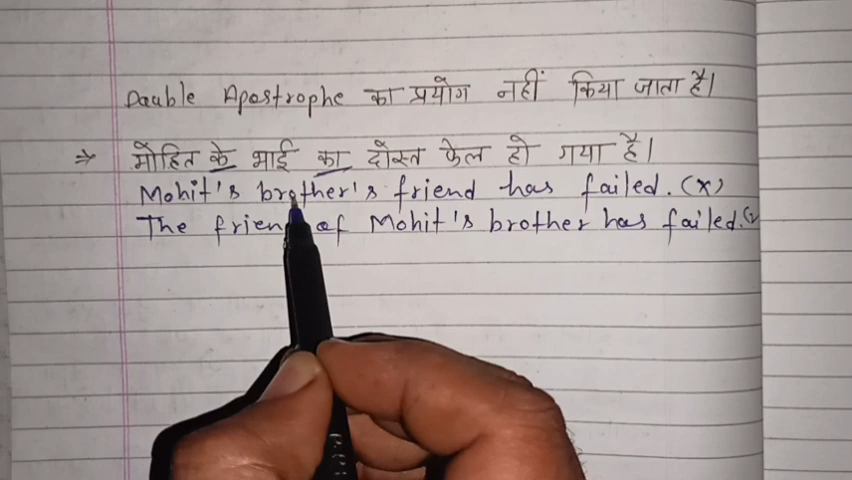 Double Apostrophe का प्रयोग नहीं किया जाता है।
⇒ मोहित के भाई का दोस्त फेल हो गया है।
Mohit's brother's friend has failed. (x)
The friend of Mohit's brother has failed. (